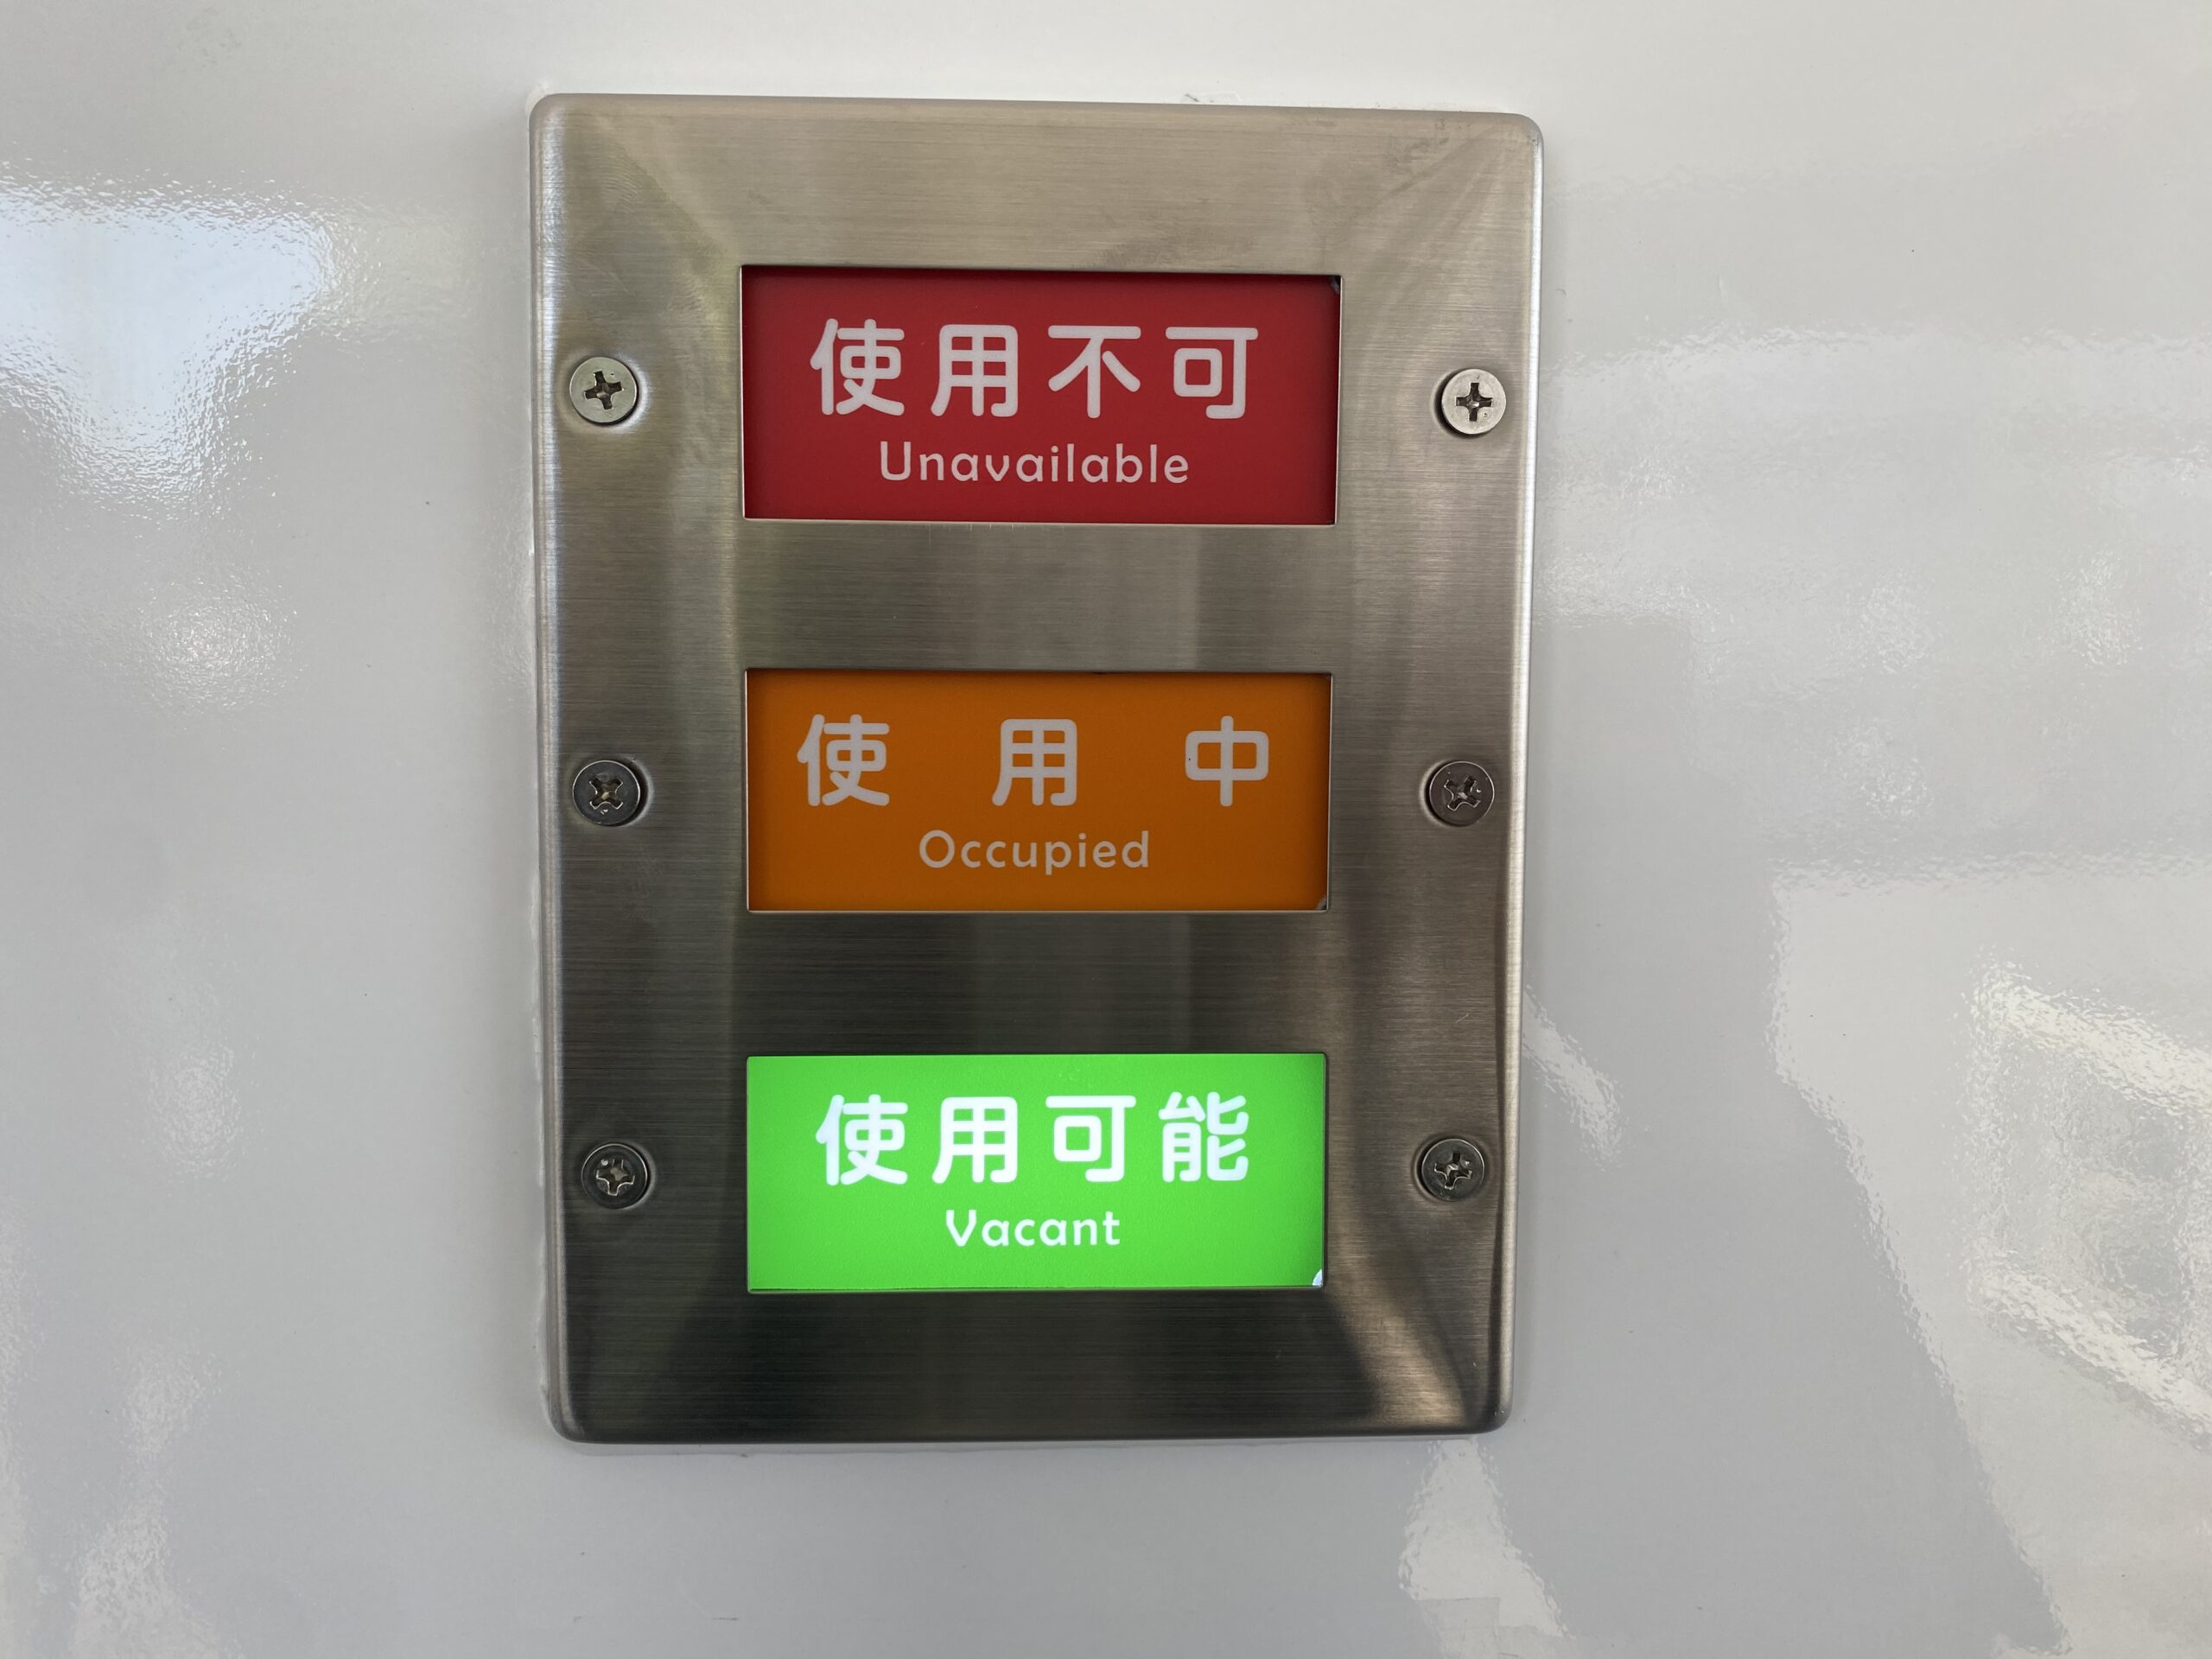 使用不可
Unavailable
使用中
Occupied
使用可能
Vacant